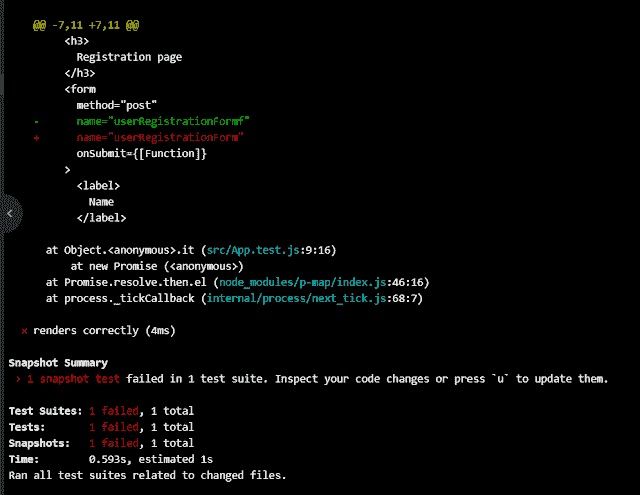 @@ -7,11 +7,11 @@
<h3>
Registration page
</h3>
<form
method="post"
- name="userRegistrationFormf"
+ name="userRegistrationForm"
onSubmit={[Function]}
>
<label>
Name
</label>
at Object.<anonymous>.it (src/App.test.js:9:16)
at new Promise (<anonymous>)
at Promise.resolve.then.el (node_modules/p-map/index.js:46:16)
at process._tickCallback (internal/process/next_tick.js:68:7)
× renders correctly (4ms)
Snapshot Summary
› 1 snapshot test failed in 1 test suite. Inspect your code changes or press `u` to update them.
Test Suites: 1 failed, 1 total
Tests: 1 failed, 1 total
Snapshots: 1 failed, 1 total
Time: 0.593s, estimated 1s
Ran all test suites related to changed files.